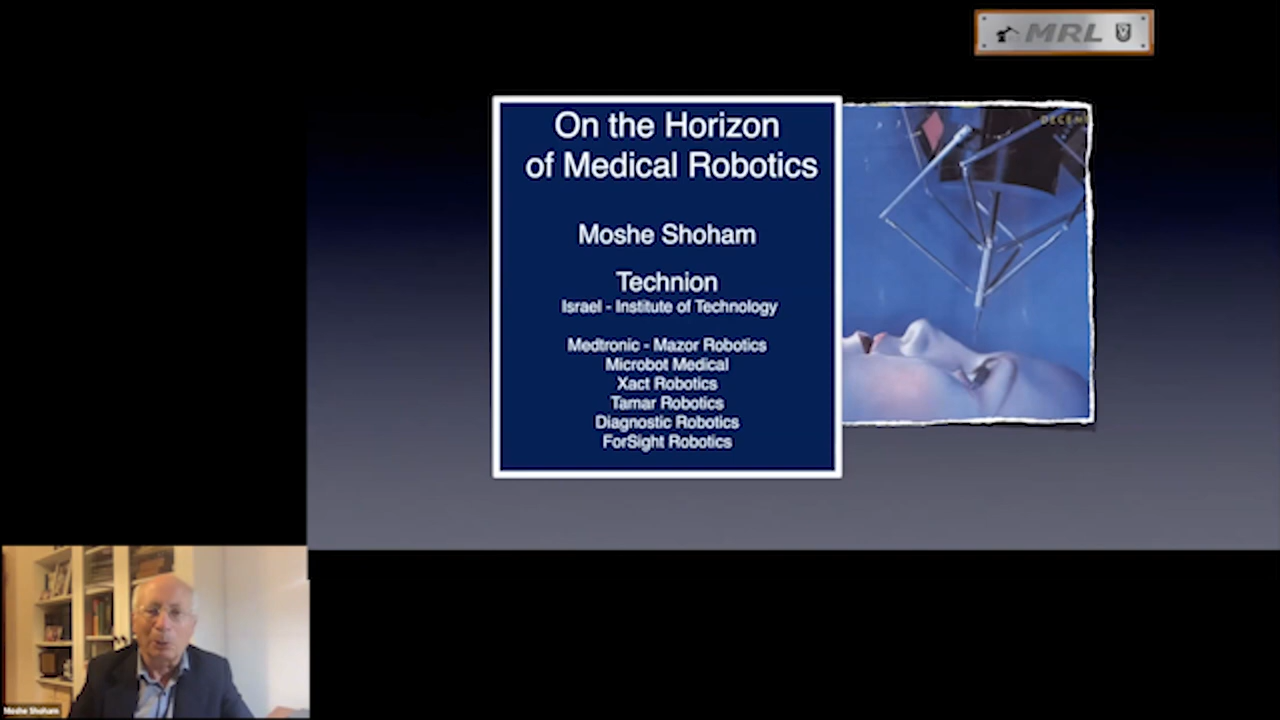 MRL
On the Horizon
of Medical Robotics
Moshe Shoham
Technion
Israel - Institute of Technology
Medtronic - Mazor Robotics
Microbot Medical
Xact Robotics
Tamar Robotics
Diagnostic Robotics
ForSight Robotics
DECEM
Moshe Shoham